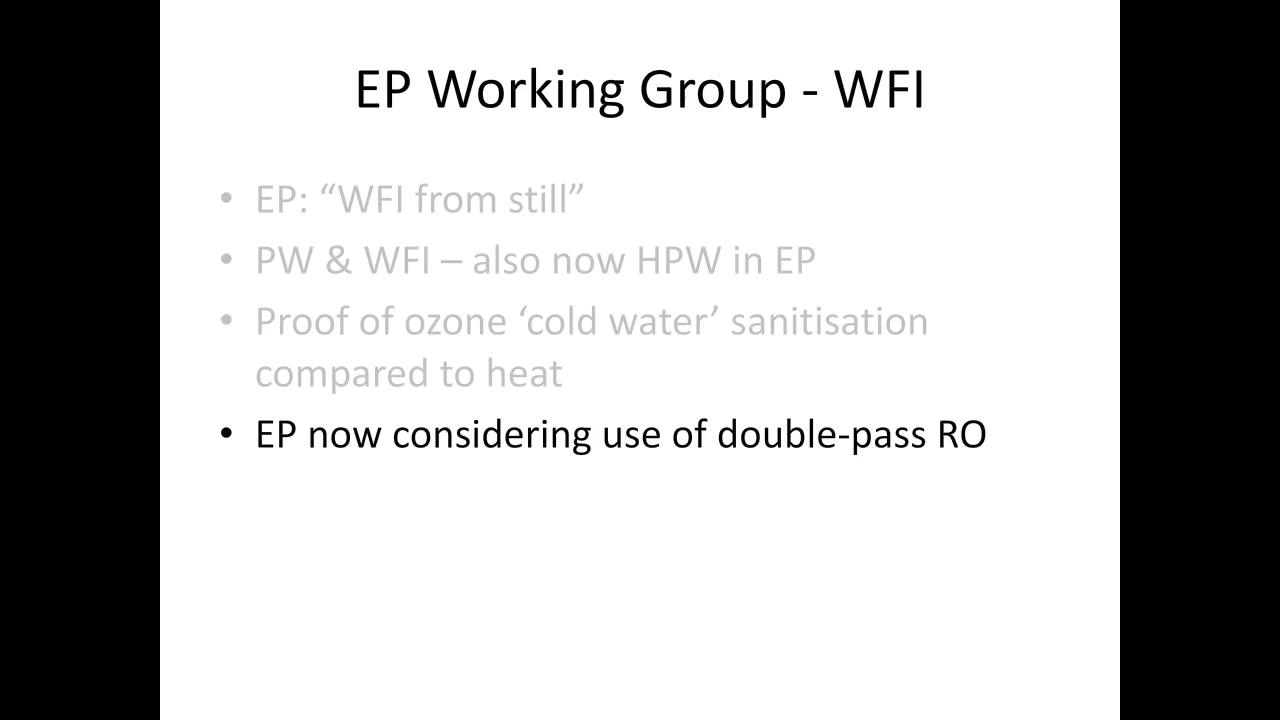 EP Working Group - WFI
• EP: “WFI from still”
• PW & WFI – also now HPW in EP
• Proof of ozone ‘cold water’ sanitisation
compared to heat
• EP now considering use of double-pass RO